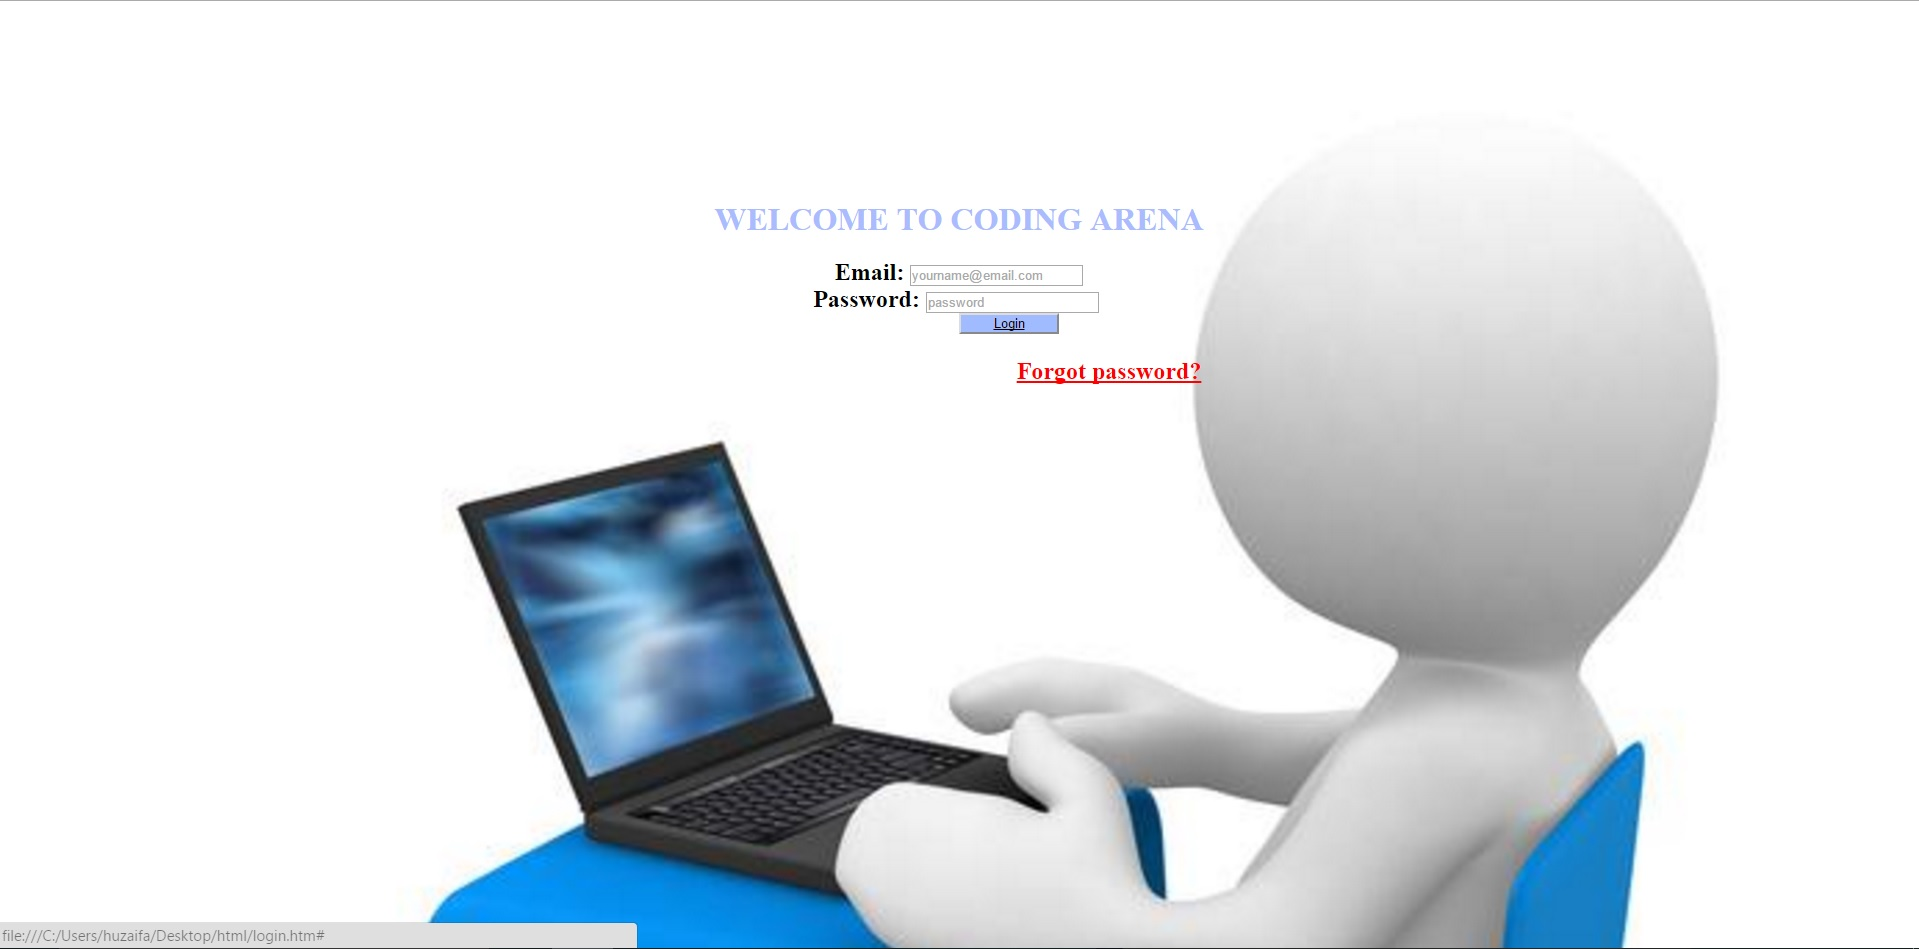 WELCOME TO CODING ARENA
Email: yourname@email.com
Password: password
Login
Forgot password?
file:///C:/Users/huzaifa/Desktop/html/login.htm#